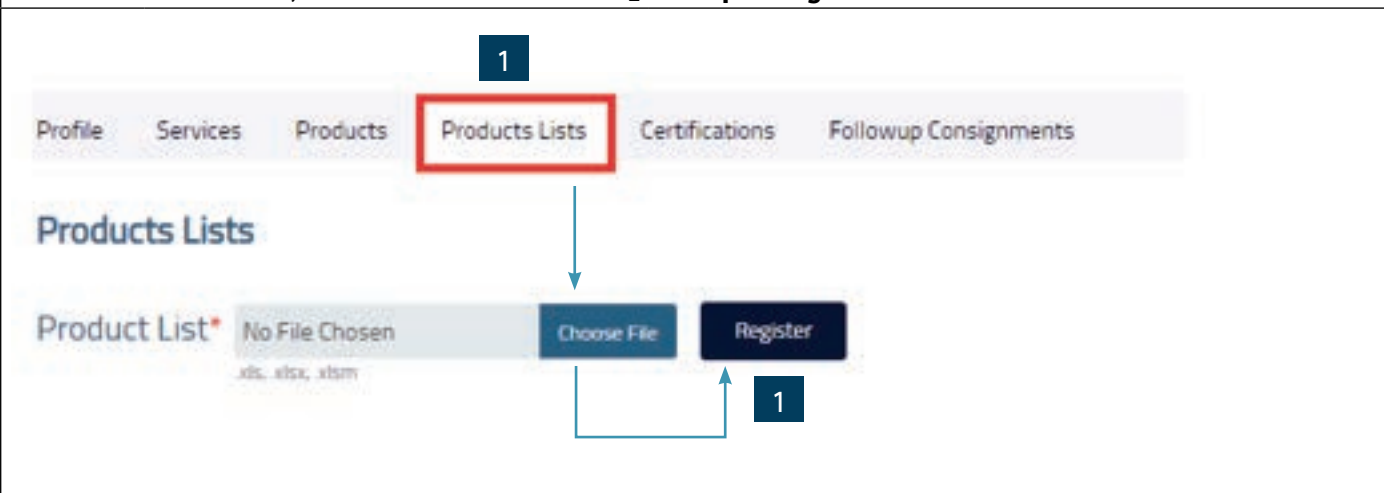 1
Profile Services Products Products Lists Certifications Followup Consignments
Products Lists
Product List* No File Chosen Choose File Register
.xls, .xlsx, .xlsm
1